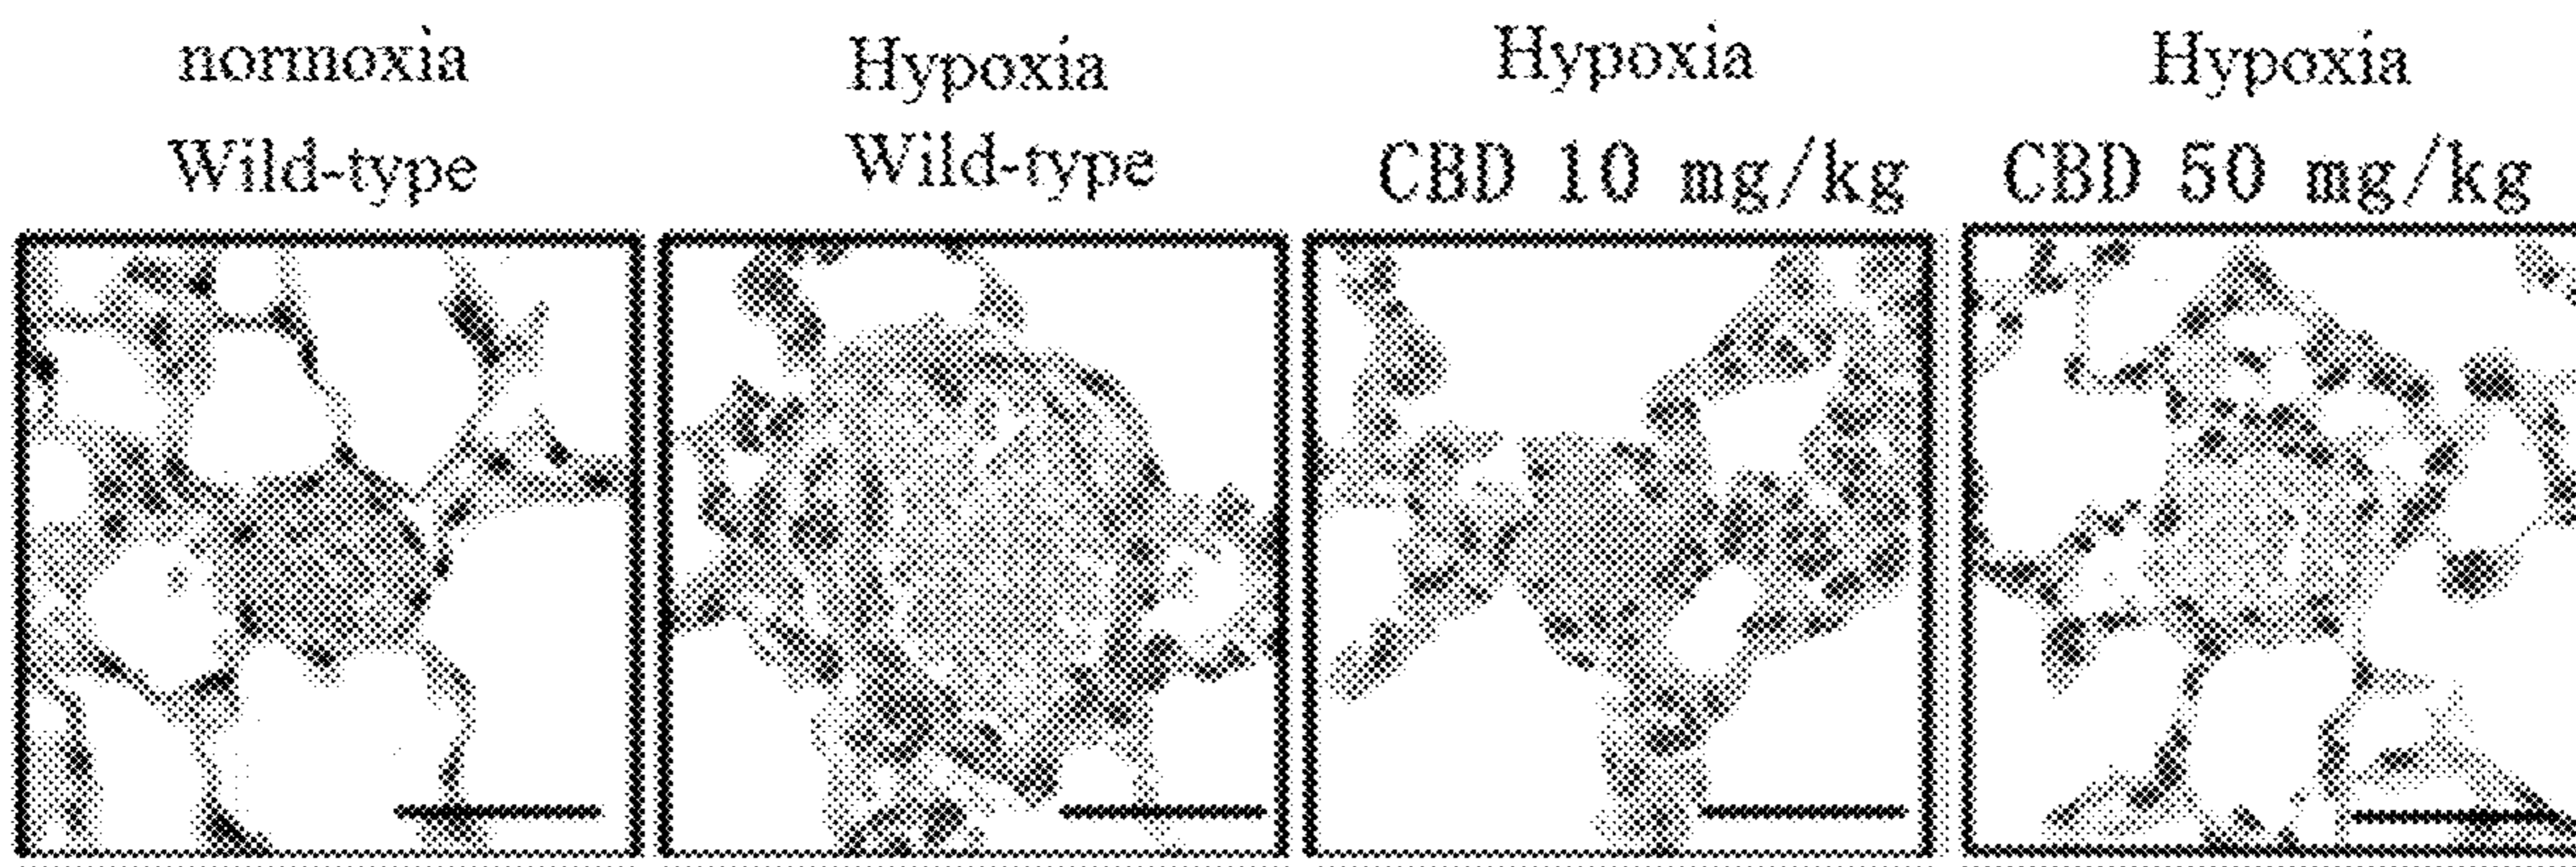 normoxia
Wild-type
Hypoxia
Wild-type
Hypoxia
CBD 10 mg/kg
Hypoxia
CBD 50 mg/kg